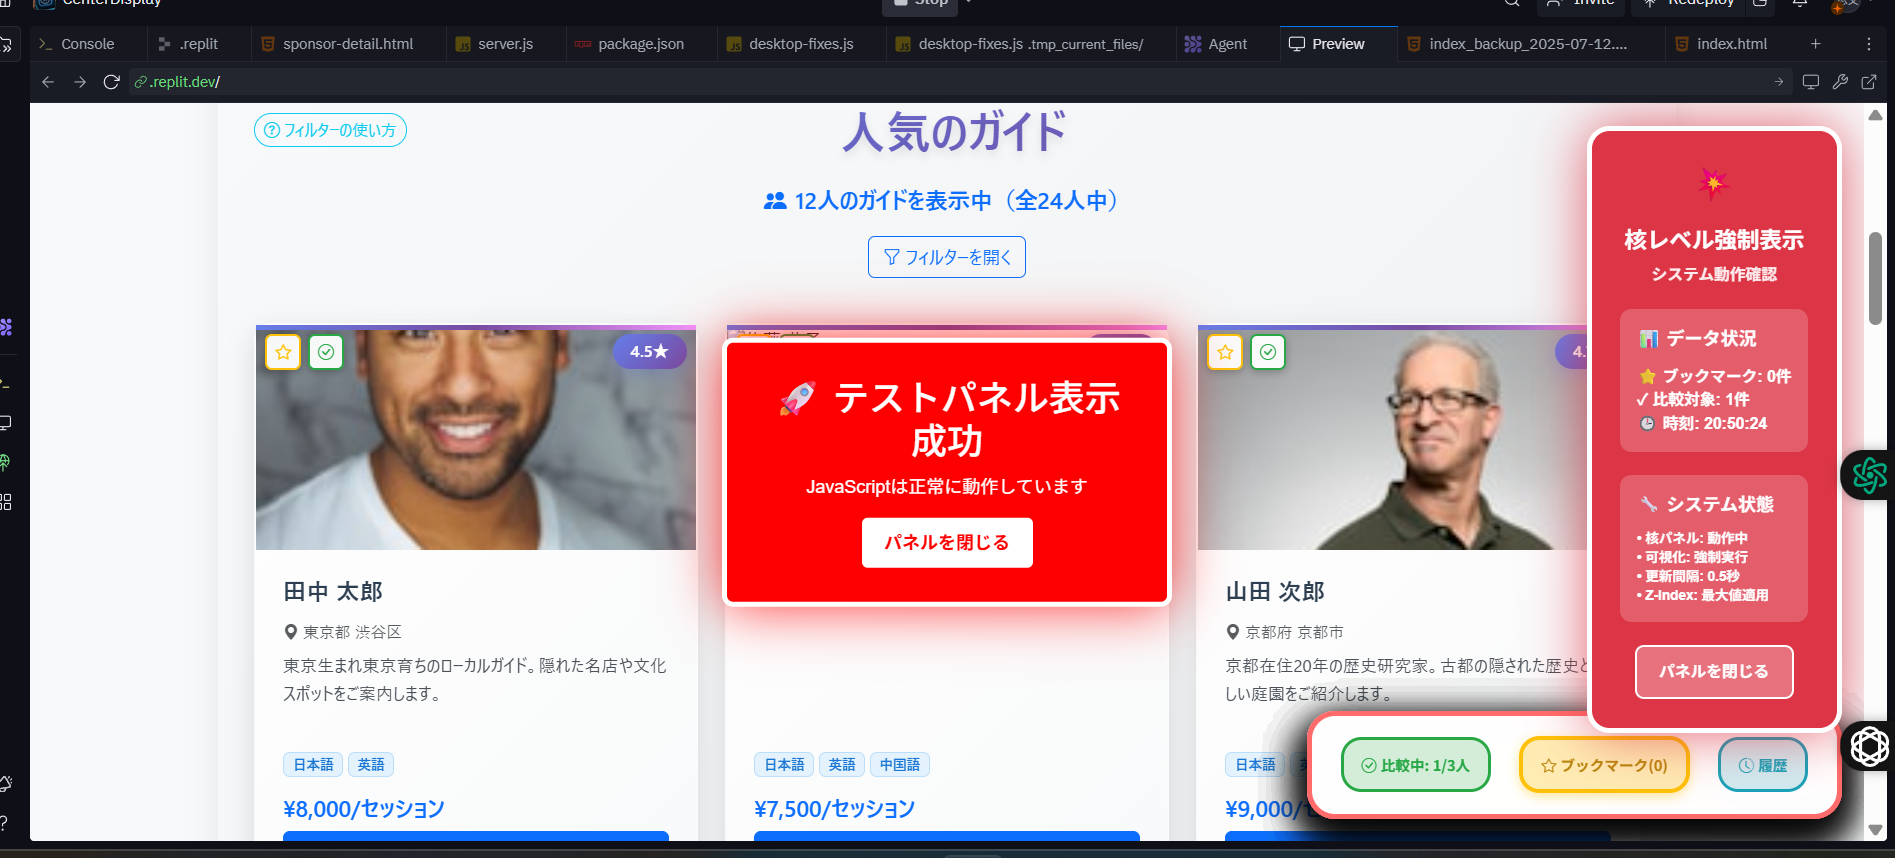 CenterDisplay
Stop
Invite
Redeploy
Console
.replit
sponsor-detail.html
server.js
package.json
desktop-fixes.js
desktop-fixes.js .tmp_current_files/
Agent
Preview
index_backup_2025-07-12....
index.html
.replit.dev/
フィルターの使い方
人気のガイド
12人のガイドを表示中（全24人中）
フィルターを開く
4.5★
田中 太郎
東京都 渋谷区
東京生まれ東京育ちのローカルガイド。隠れた名店や文化
スポットをご案内します。
日本語
英語
¥8,000/セッション
🚀 テストパネル表示
成功
JavaScriptは正常に動作しています
パネルを閉じる
日本語
英語
中国語
¥7,500/セッション
4.
山田 次郎
京都府 京都市
京都在住20年の歴史研究家。古都の隠された歴史と
しい庭園をご紹介します。
日本語
¥9,000/
💥
核レベル強制表示
システム動作確認
📊 データ状況
⭐ ブックマーク: 0件
✓ 比較対象: 1件
🕒 時刻: 20:50:24
🔧 システム状態
• 核パネル: 動作中
• 可視化: 強制実行
• 更新間隔: 0.5秒
• Z-Index: 最大値適用
パネルを閉じる
比較中: 1/3人
ブックマーク(0)
履歴